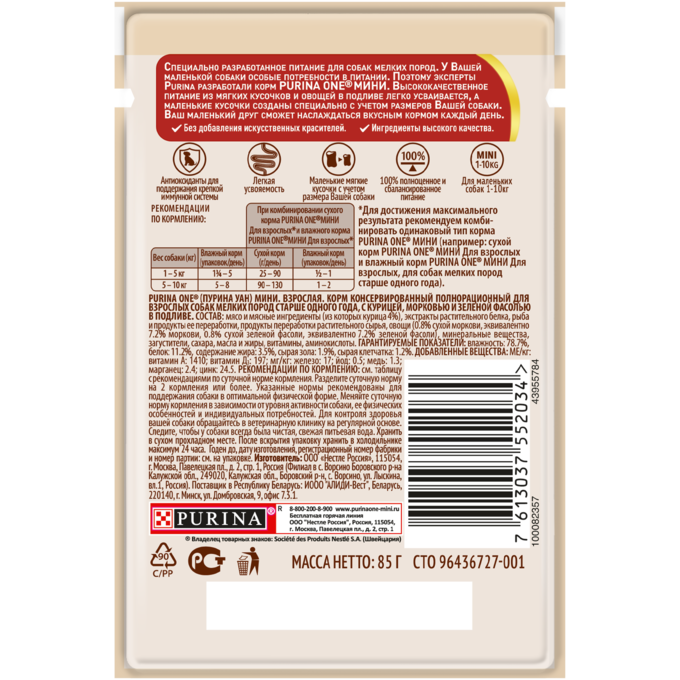 Специально разработанное питание для собак мелких пород. У Вашей
маленькой собаки особые потребности в питании. Поэтому эксперты
Purina разработали корм PURINA ONE® МИНИ. Высококачественное
питание из мягких кусочков и овощей в подливе легко усваивается, а
маленькие кусочки созданы специально с учетом размеров Вашей собаки.
Ваш маленький друг сможет наслаждаться вкусным кормом каждый день.
✓ Без добавления искусственных красителей. ✓ Ингредиенты высокого качества.
100%
MINI
1-10КG
Антиоксиданты для
поддержания крепкой
иммунной системы
Легкая
усвояемость
Маленькие мягкие
кусочки с учетом
размера Вашей собаки
100% полноценное и
сбалансированное
питание
Для маленьких
собак 1-10кг
РЕКОМЕНДАЦИИ
ПО КОРМЛЕНИЮ:
При комбинировании сухого
корма PURINA ONE® МИНИ
Для взрослых* и влажного корма
PURINA ONE® МИНИ Для взрослых*
Вес собаки (кг) Влажный корм (упаковок/день) Сухой корм (г/день) Влажный корм (упаковок/день)
1 – 5 кг 1¾ – 5 25 – 90 ½ – 1
5 – 10 кг 5 – 8 90 – 130 1 – 2
*Для достижения максимального
результата рекомендуем комби-
нировать одинаковый тип корма
PURINA ONE® МИНИ (например: сухой
корм PURINA ONE® МИНИ Для взрослых
и влажный корм PURINA ONE® МИНИ Для
взрослых, для собак мелких пород
старше одного года).
PURINA ONE® (ПУРИНА УАН) МИНИ. ВЗРОСЛАЯ. КОРМ КОНСЕРВИРОВАННЫЙ ПОЛНОРАЦИОННЫЙ ДЛЯ
ВЗРОСЛЫХ СОБАК МЕЛКИХ ПОРОД СТАРШЕ ОДНОГО ГОДА, С КУРИЦЕЙ, МОРКОВЬЮ И ЗЕЛЕНОЙ ФАСОЛЬЮ
В ПОДЛИВЕ. СОСТАВ: мясо и мясные ингредиенты (из которых курица 4%), экстракты растительного белка, рыба
и продукты ее переработки, продукты переработки растительного сырья, овощи (0.8% сухой моркови, эквивалентно
7.2% моркови, 0.8% сухой зеленой фасоли, эквивалентно 7.2% зеленой фасоли), минеральные вещества,
загустители, сахара, масла и жиры, витамины, аминокислоты. ГАРАНТИРУЕМЫЕ ПОКАЗАТЕЛИ: влажность: 78,7%,
белок: 11.2%, содержание жира: 3.5%, сырая зола: 1.9%, сырая клетчатка: 1.2%. ДОБАВЛЕННЫЕ ВЕЩЕСТВА: МЕ/кг:
витамин А: 1410; витамин Д₃: 197; мг/кг: железо: 17; йод: 0.5; медь: 1.3;
марганец: 2.4; цинк: 24.5. РЕКОМЕНДАЦИИ ПО КОРМЛЕНИЮ: см. таблицу
с рекомендациями по суточной норме кормления. Разделите суточную норму
на 2 кормления или более. Указанные нормы рекомендованы для
поддержания собаки в оптимальной физической форме. Меняйте суточную
норму кормления в зависимости от уровня активности собаки, ее физических
особенностей и индивидуальных потребностей. Для контроля здоровья
вашей собаки обращайтесь в ветеринарную клинику на регулярной основе.
Следите, чтобы у собаки всегда была чистая, свежая питьевая вода. Хранить
в сухом прохладном месте. После вскрытия упаковку хранить в холодильнике
максимум 24 часа. Годен до, дату изготовления, регистрационный номер фабрики
и номер партии: см. на упаковке. Изготовитель: ООО «Нестле Россия», 115054,
г. Москва, Павелецкая пл., д. 2, стр. 1, Россия (Филиал в с. Ворсино Боровского р-на
Калужской обл., 249020, Калужская обл., Боровский р-н, с. Ворсино, ул. Лыскина,
вл.1, Россия). Поставщик в Республику Беларусь: ИООО "АЛИДИ-Вест", Беларусь,
220140, г. Минск, ул. Домбровская, 9, офис 7.3.1.
PURINA®
Я 8-800-200-8-900 www.purinaone-mini.ru
Бесплатная горячая линия
ООО "Нестле Россия", 115054,
г. Москва, Павелецкая пл., д. 2, стр. 1
® Владелец товарных знаков: Société des Produits Nestlé S.A. (Швейцария)
90
C/PP
МАССА НЕТТО: 85 Г СТО 96436727-001
7 613037 552034
43955784
100082357